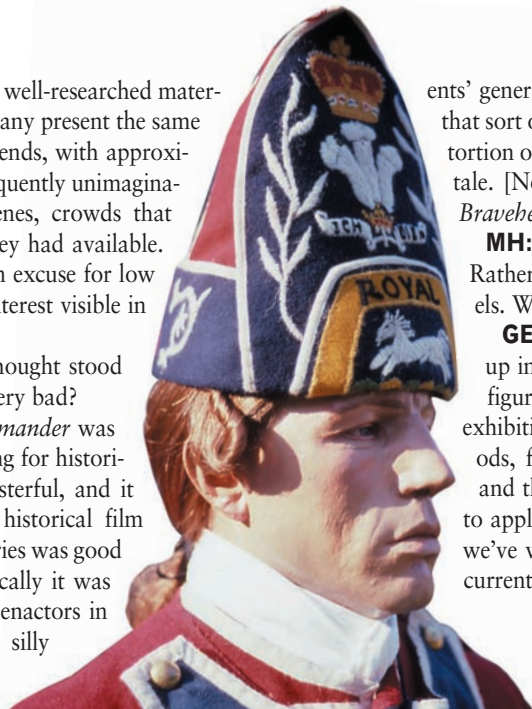 well-researched mater-
any present the same
ends, with approxi-
quently unimagina-
enes, crowds that
ey had available.
n excuse for low
terest visible in
hought stood
ery bad?
mander was
ng for histori-
sterful, and it
historical film
ries was good
cally it was
enactors in
silly
ROYAL
ents' gener
that sort o
tortion o
tale. [No
Bravehe
MH:
Rather
els. W
GE
up in
figur
exhibiti
ods, f
and th
to appl
we've w
current